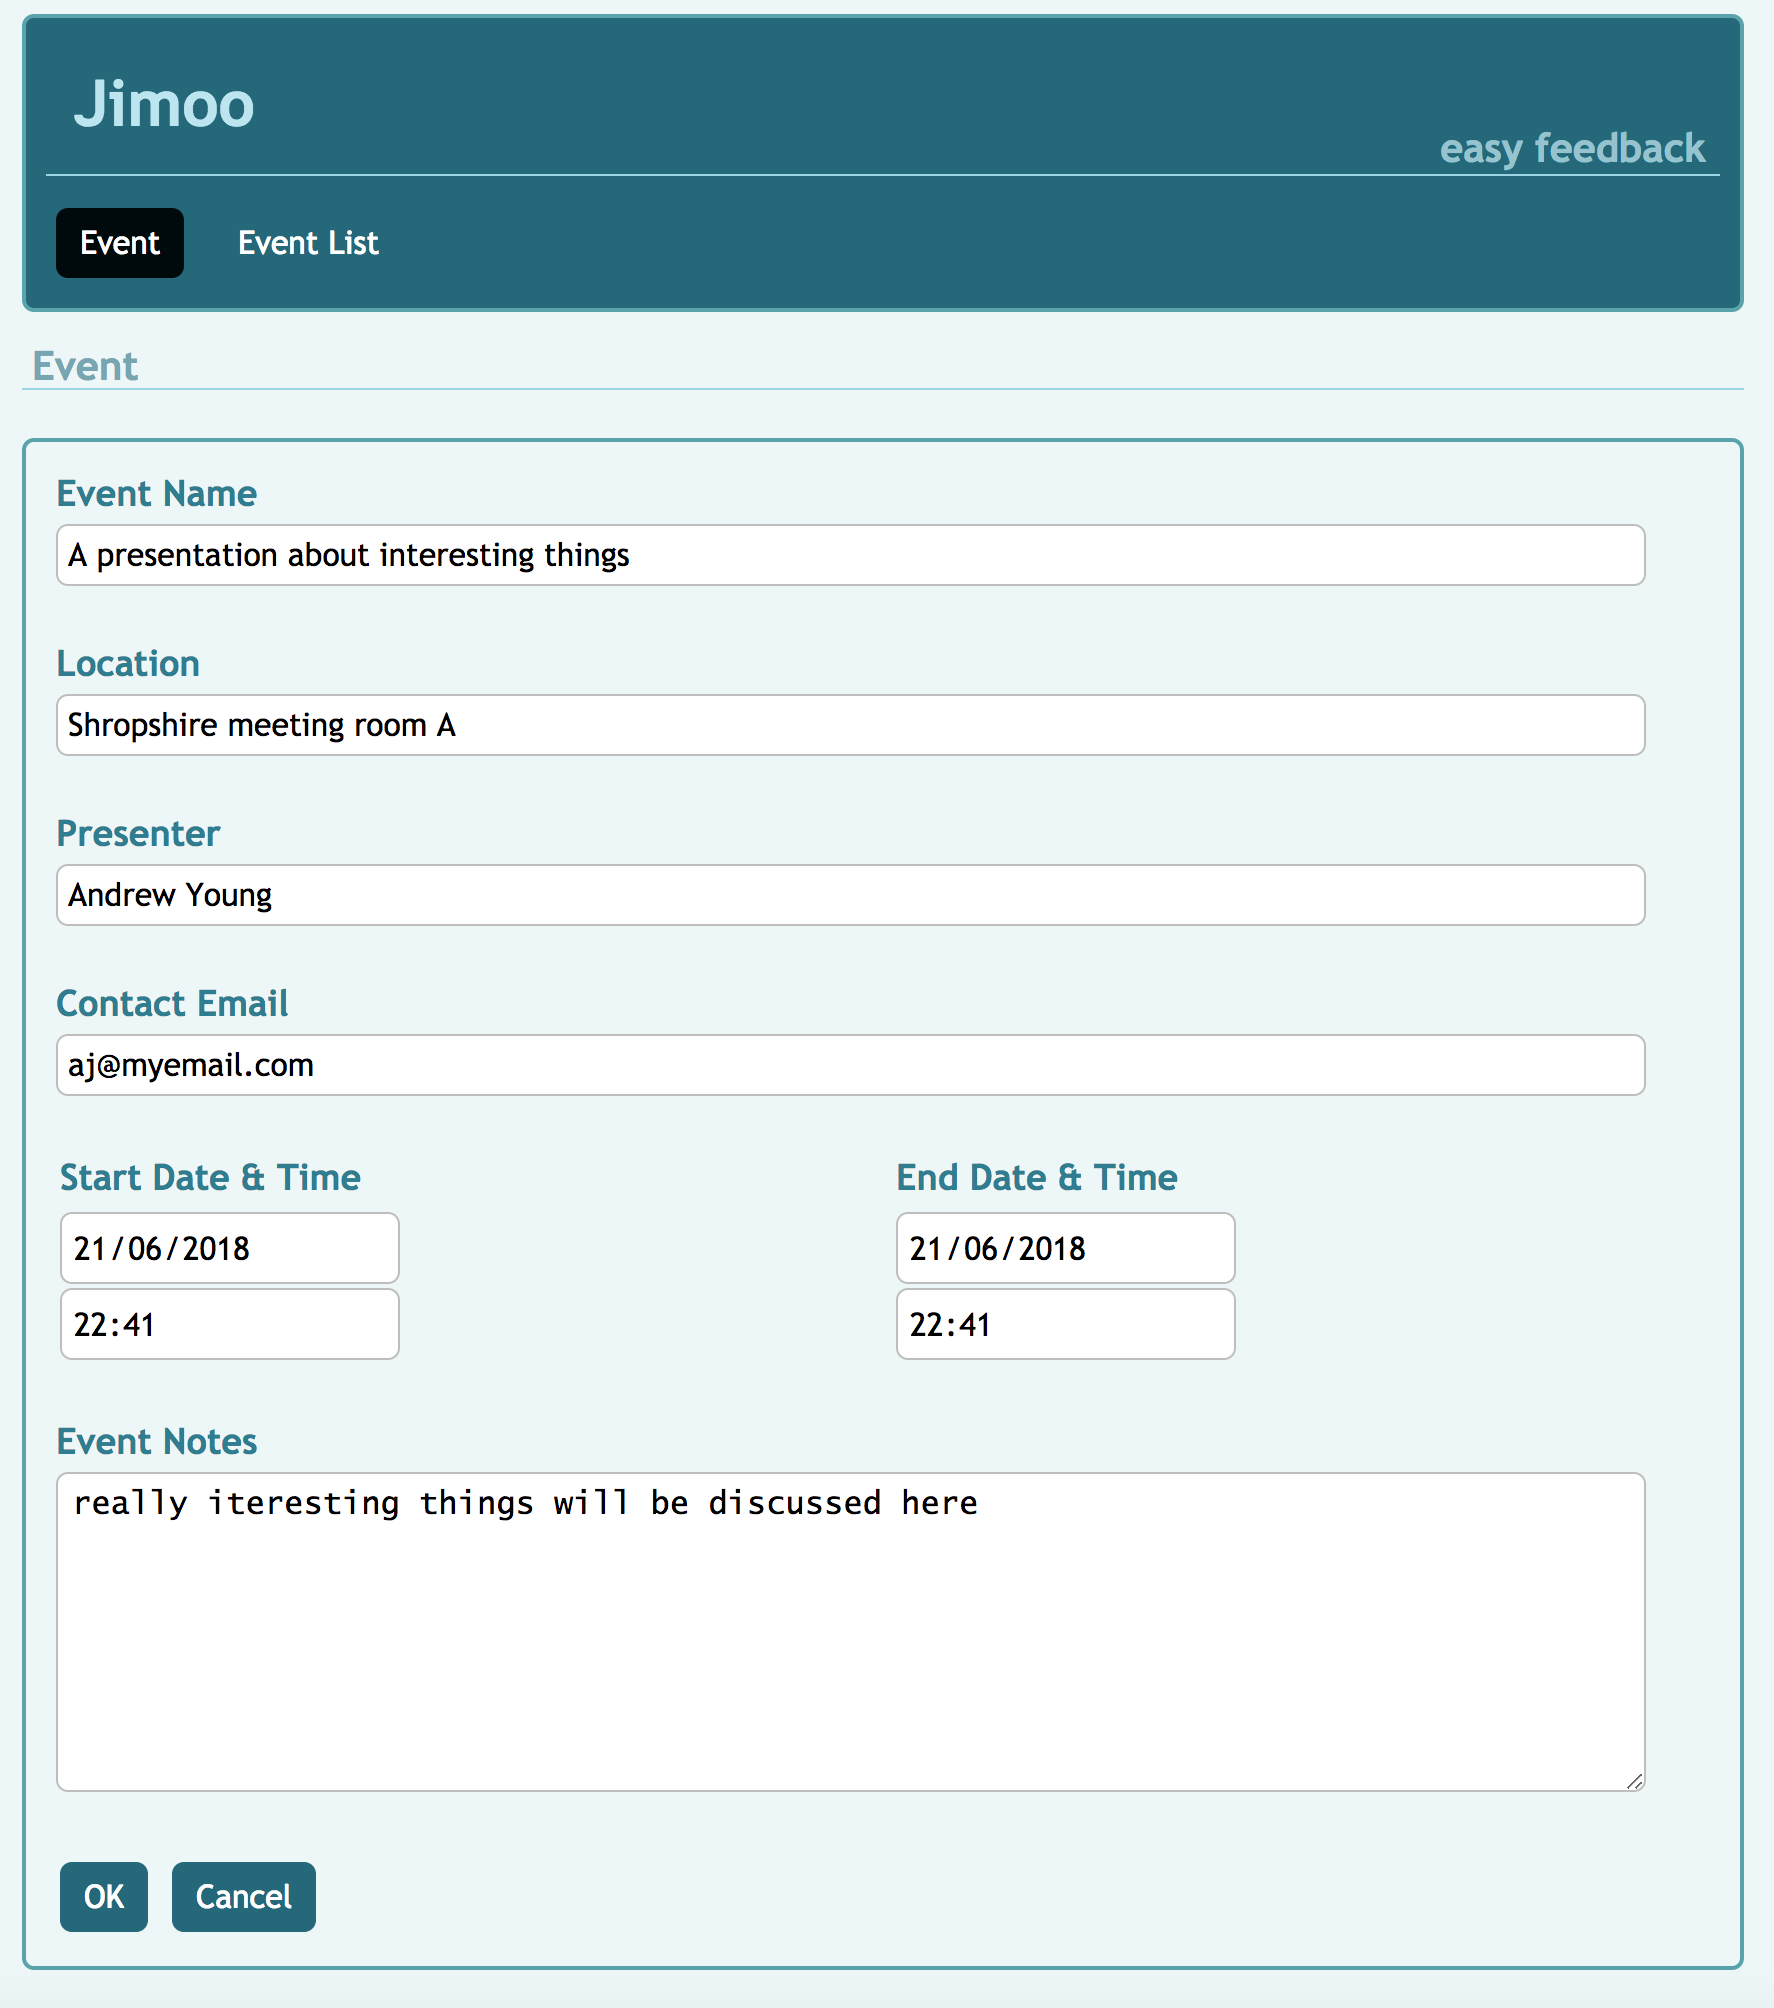 Jimoo
easy feedback
Event Event List
Event
Event Name
A presentation about interesting things
Location
Shropshire meeting room A
Presenter
Andrew Young
Contact Email
aj@myemail.com
Start Date & Time End Date & Time
21/06/2018 21/06/2018
22:41 22:41
Event Notes
really iteresting things will be discussed here
OK Cancel